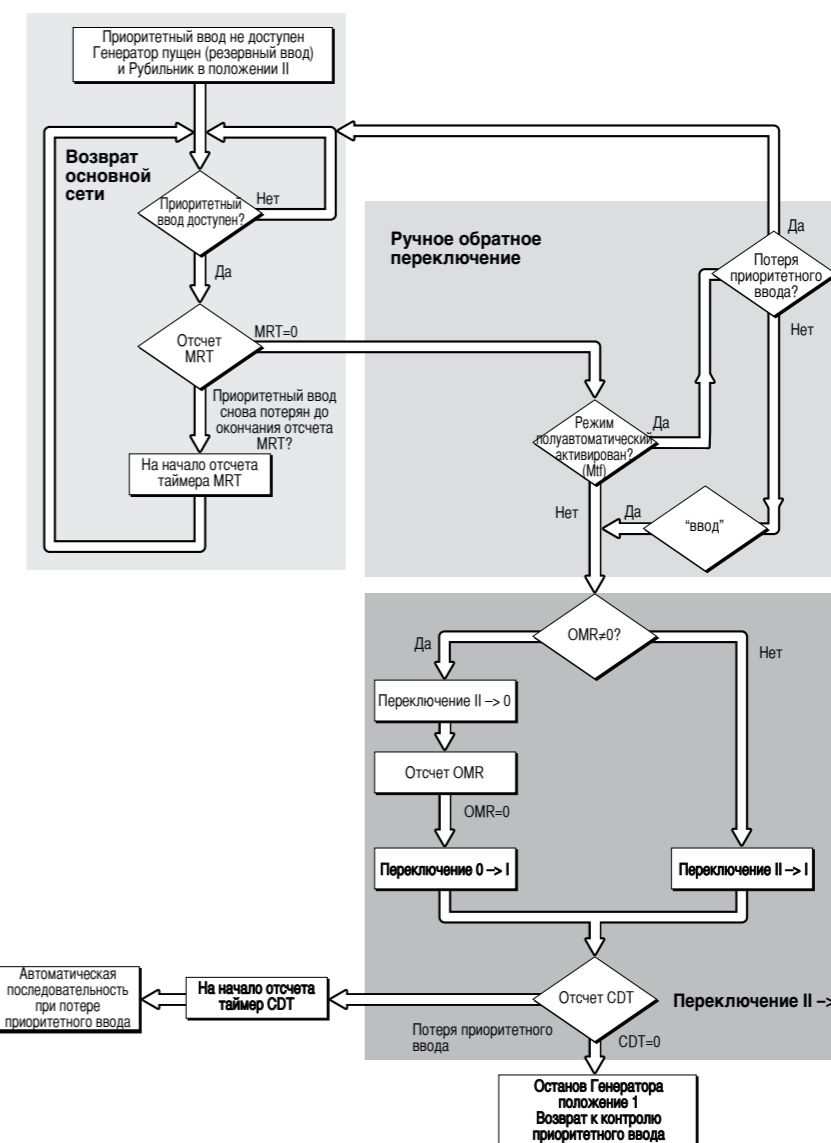 Приоритетный ввод не доступен
Генератор пущен (резервный ввод)
и Рубильник в положении II
Возврат
основной
сети
Приоритетный
ввод доступен?
Нет
Да
Отсчет
MRT
MRT=0
Приоритетный ввод
снова потерян до
окончания отсчета
MRT?
На начало отсчета
таймера MRT
Ручное обратное
переключение
Да
Потеря
приоритетного
ввода?
Нет
Режим
полуавтоматический
активирован?
(Mtf)
Да
Нет
Да
“ввод”
OMR≠0?
Да
Нет
Переключение II –> 0
Отсчет OMR
OMR=0
Переключение 0 –> I
Переключение II –> I
Автоматическая
последовательность
при потере
приоритетного ввода
На начало отсчета
таймер CDT
Отсчет CDT
Переключение II –>
Потеря приоритетного
ввода
CDT=0
Останов Генератора
положение 1
Возврат к контролю
приоритетного ввода